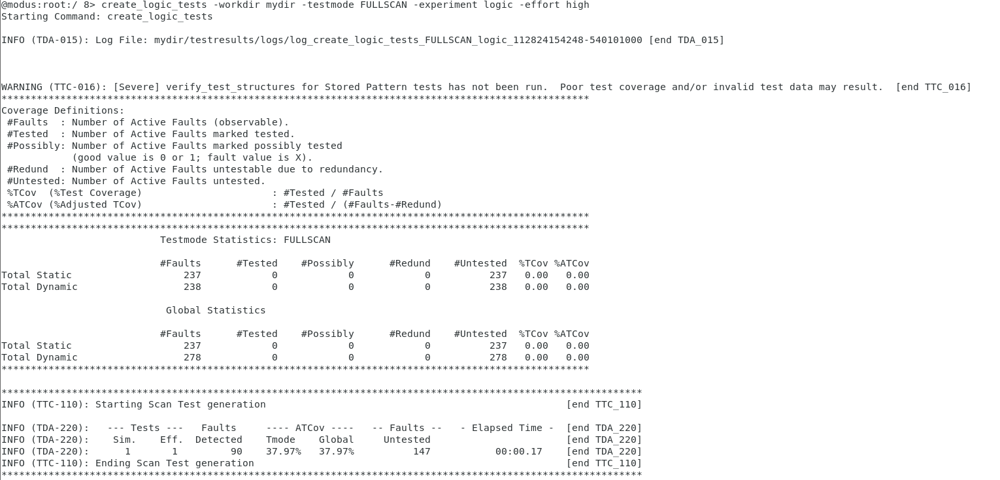 @modus:root:/ 8> create_logic_tests -workdir mydir -testmode FULLSCAN -experiment logic -effort high
Starting Command: create_logic_tests
INFO (TDA-015): Log File: mydir/testresults/logs/log_create_logic_tests_FULLSCAN_logic_112824154248-540101000 [end TDA_015]
WARNING (TTC-016): [Severe] verify_test_structures for Stored Pattern tests has not been run.  Poor test coverage and/or invalid test data may result.  [end TTC_016]
****************************************************************************************************
Coverage Definitions:
 #Faults  : Number of Active Faults (observable).
 #Tested  : Number of Active Faults marked tested.
 #Possibly: Number of Active Faults marked possibly tested
            (good value is 0 or 1; fault value is X).
 #Redund  : Number of Active Faults untestable due to redundancy.
 #Untested: Number of Active Faults untested.
 %TCov  (%Test Coverage)                      : #Tested / #Faults
 %ATCov (%Adjusted TCov)                      : #Tested / (#Faults-#Redund)
****************************************************************************************************
****************************************************************************************************
                           Testmode Statistics: FULLSCAN
                           #Faults      #Tested    #Possibly      #Redund    #Untested  %TCov %ATCov
Total Static                   237            0            0            0          237   0.00   0.00
Total Dynamic                  238            0            0            0          238   0.00   0.00
                            Global Statistics
                           #Faults      #Tested    #Possibly      #Redund    #Untested  %TCov %ATCov
Total Static                   237            0            0            0          237   0.00   0.00
Total Dynamic                  278            0            0            0          278   0.00   0.00
****************************************************************************************************
*************************************************************************************************************
INFO (TTC-110): Starting Scan Test generation                                                   [end TTC_110]
INFO (TDA-220):   --- Tests ---   Faults     ---- ATCov ----   -- Faults --   - Elapsed Time -  [end TDA_220]
INFO (TDA-220):    Sim.    Eff.  Detected    Tmode    Global     Untested                       [end TDA_220]
INFO (TDA-220):      1       1         90    37.97%   37.97%          147           00:00.17    [end TDA_220]
INFO (TTC-110): Ending Scan Test generation                                                     [end TTC_110]
*************************************************************************************************************